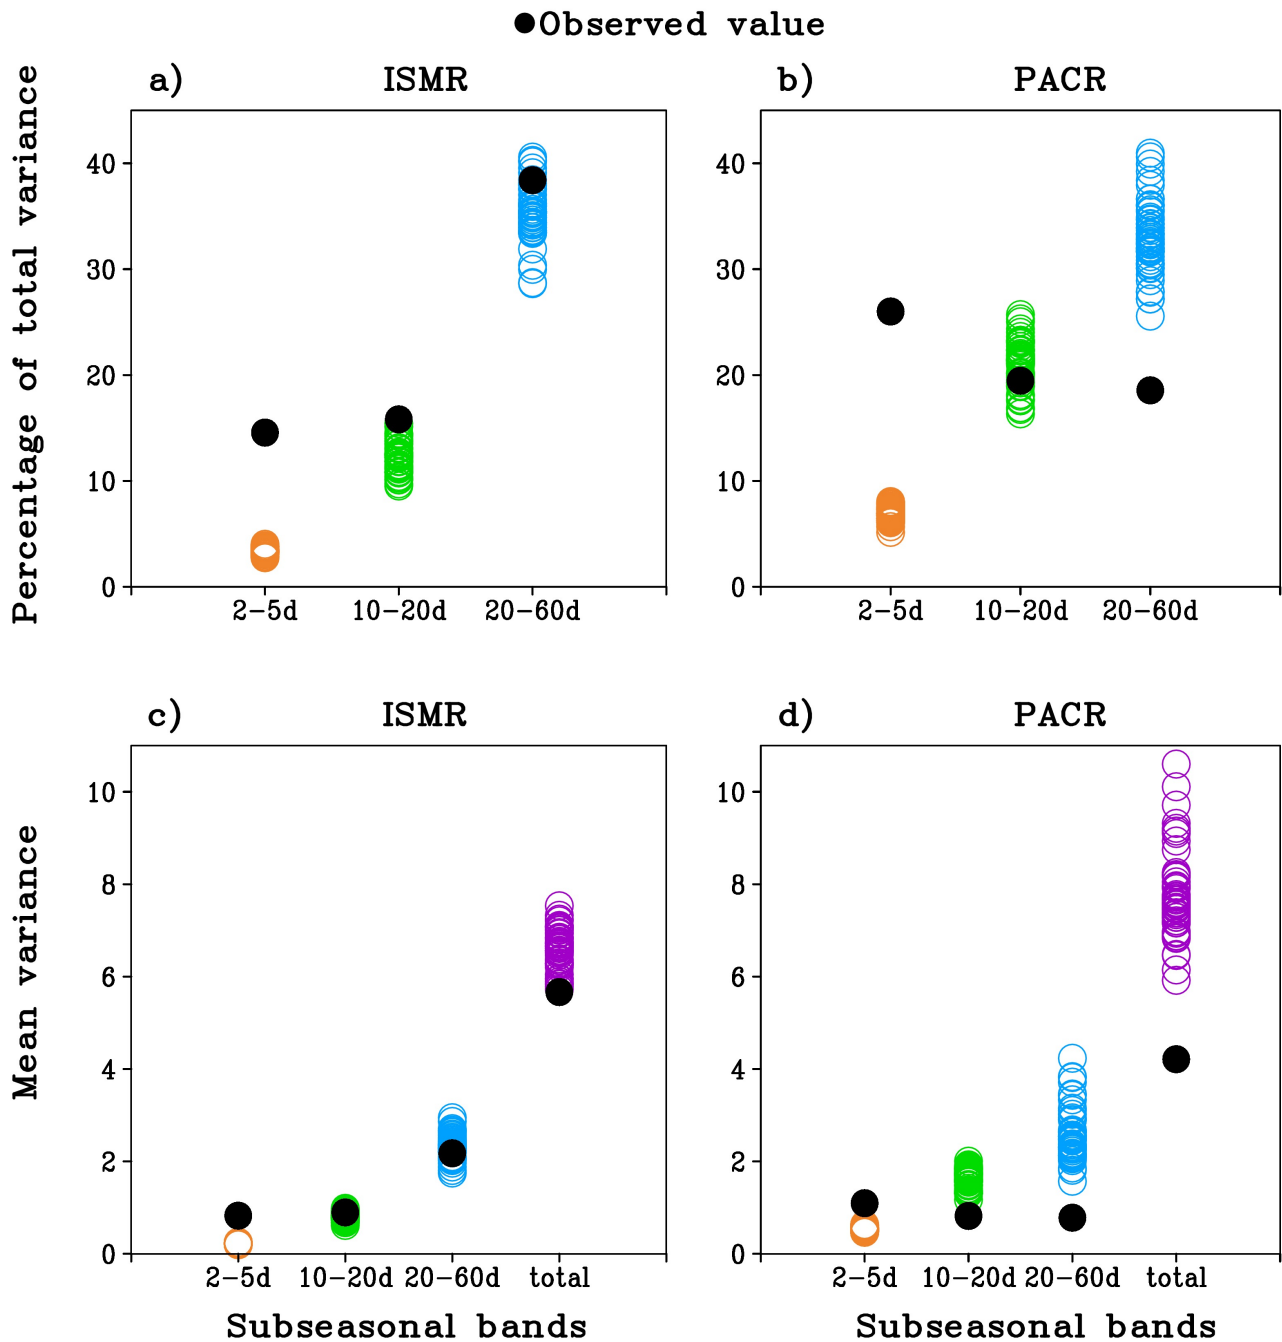 ●Observed value
a) ISMR
b) PACR
Percentage of total variance
40
30
20
10
0
2-5d 10-20d 20-60d
40
30
20
10
0
2-5d 10-20d 20-60d
c) ISMR
d) PACR
Mean variance
10
8
6
4
2
0
2-5d 10-20d 20-60d total
Subseasonal bands
10
8
6
4
2
0
2-5d 10-20d 20-60d total
Subseasonal bands